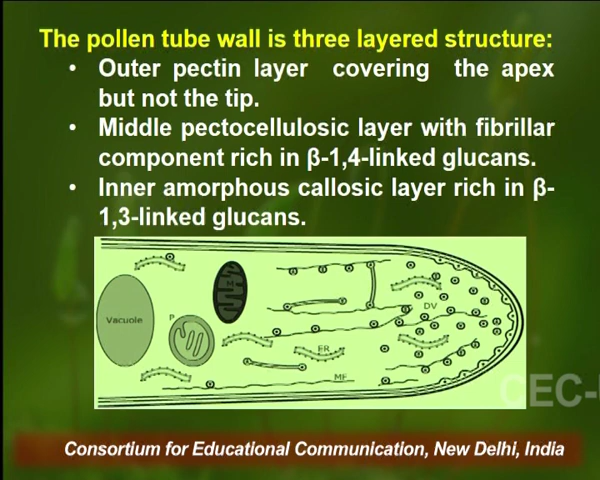 The pollen tube wall is three layered structure:
• Outer pectin layer covering the apex
but not the tip.
• Middle pectocellulosic layer with fibrillar
component rich in β-1,4-linked glucans.
• Inner amorphous callosic layer rich in β-
1,3-linked glucans.
Vacuole
P
M
ER
DV
MF
CEC-
Consortium for Educational Communication, New Delhi, India